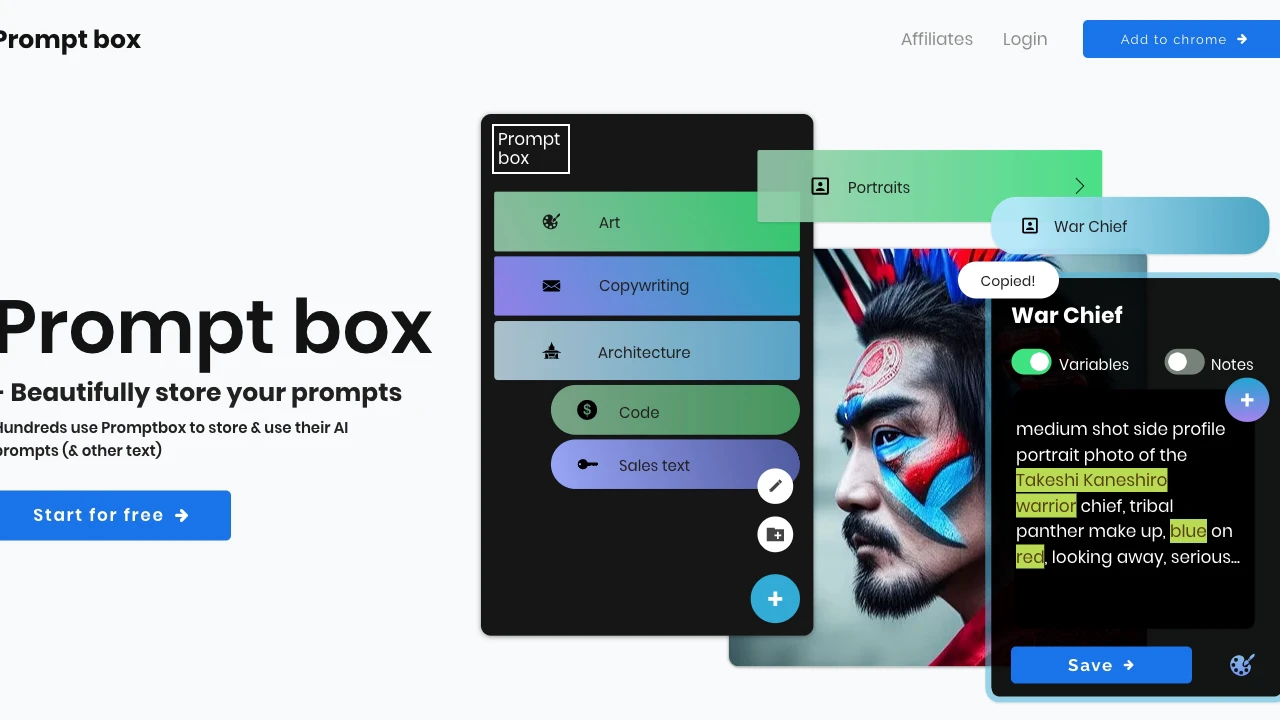 Prompt box
Affiliates
Login
Add to chrome
Prompt
box
Art
Copywriting
Architecture
Code
Sales text
Portraits
War Chief
Copied!
War Chief
Variables
Notes
medium shot side profile
portrait photo of the
Takeshi Kaneshiro
warrior chief, tribal
panther make up, blue on
red, looking away, serious...
Save
Prompt box
- Beautifully store your prompts
Hundreds use Promptbox to store & use their AI
prompts (& other text)
Start for free